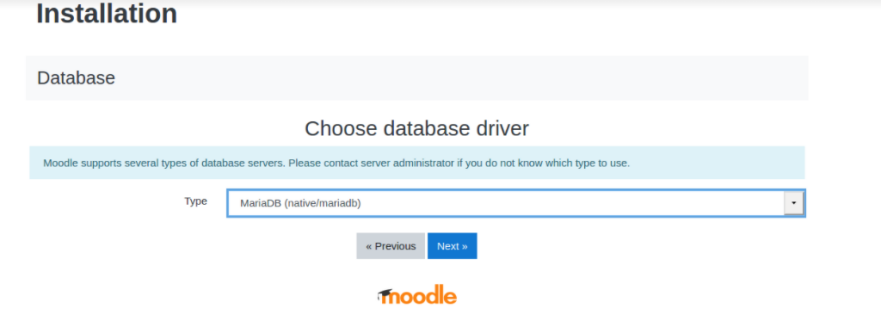 Installation
Database
Choose database driver
Moodle supports several types of database servers. Please contact server administrator if you do not know which type to use.
Type MariaDB (native/mariadb)
« Previous Next »
moodle